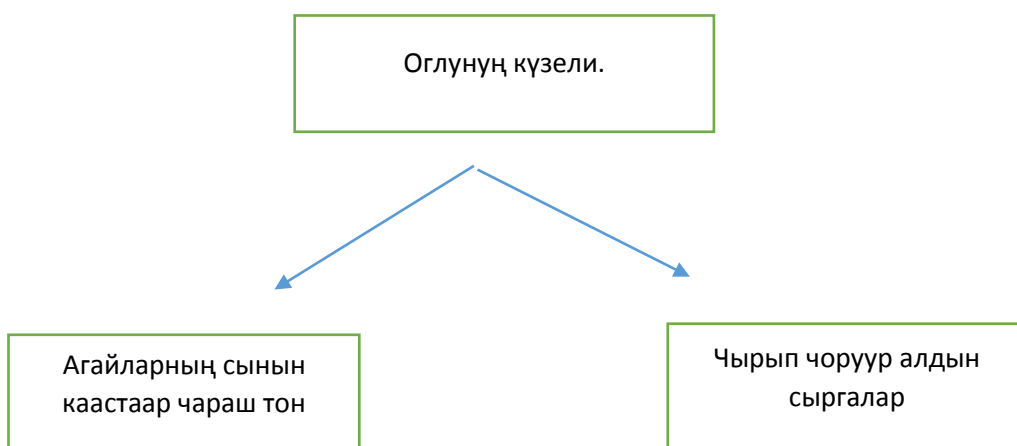 Оглунуң күзели.
Агайларның сынын
каастаар чараш тон
Чырып чоруур алдын
сыргалар